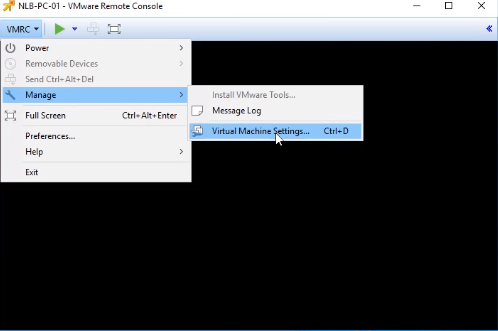 NLB-PC-01 - VMware Remote Console
VMRC
Power
Removable Devices
Send Ctrl+Alt+Del
Manage
Install VMware Tools...
Message Log
Full Screen Ctrl+Alt+Enter
Virtual Machine Settings... Ctrl+D
Preferences...
Help
Exit